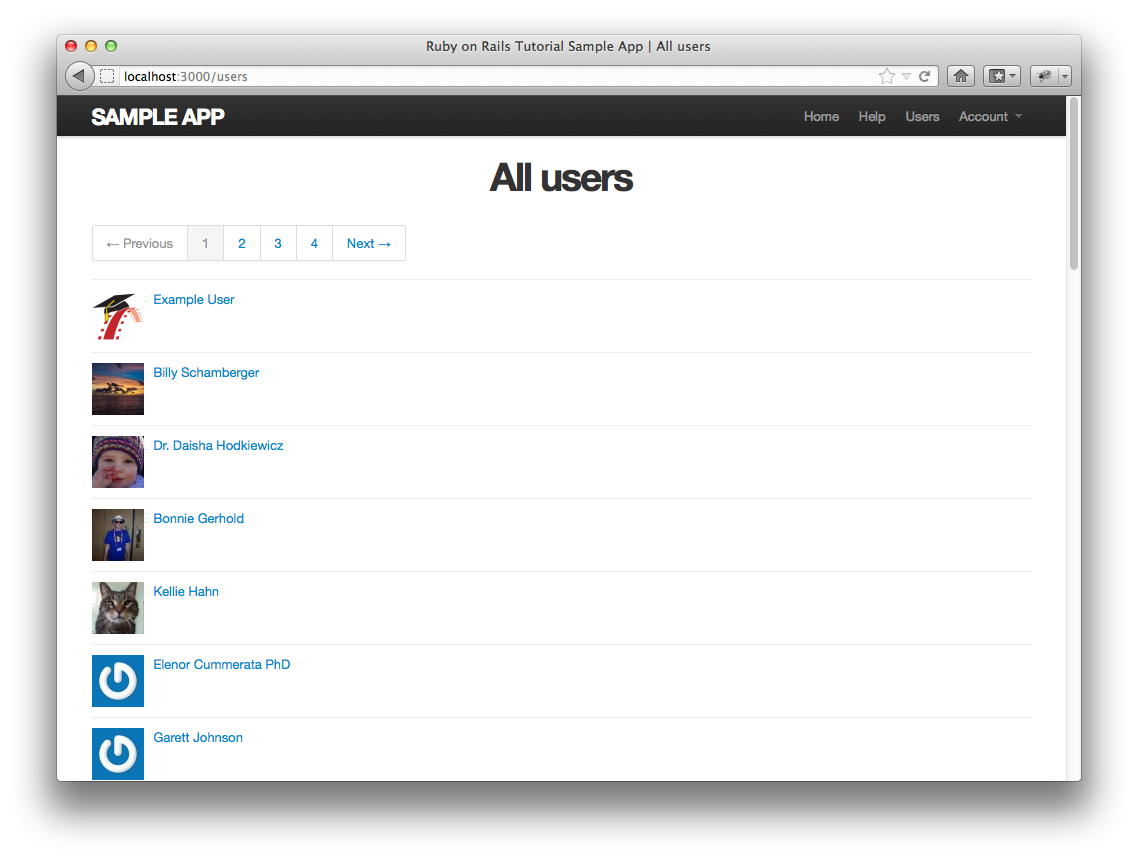 Ruby on Rails Tutorial Sample App | All users
localhost:3000/users
SAMPLE APP Home Help Users Account
All users
← Previous 1 2 3 4 Next →
Example User
Billy Schamberger
Dr. Daisha Hodkiewicz
Bonnie Gerhold
Kellie Hahn
Elenor Cummerata PhD
Garett Johnson